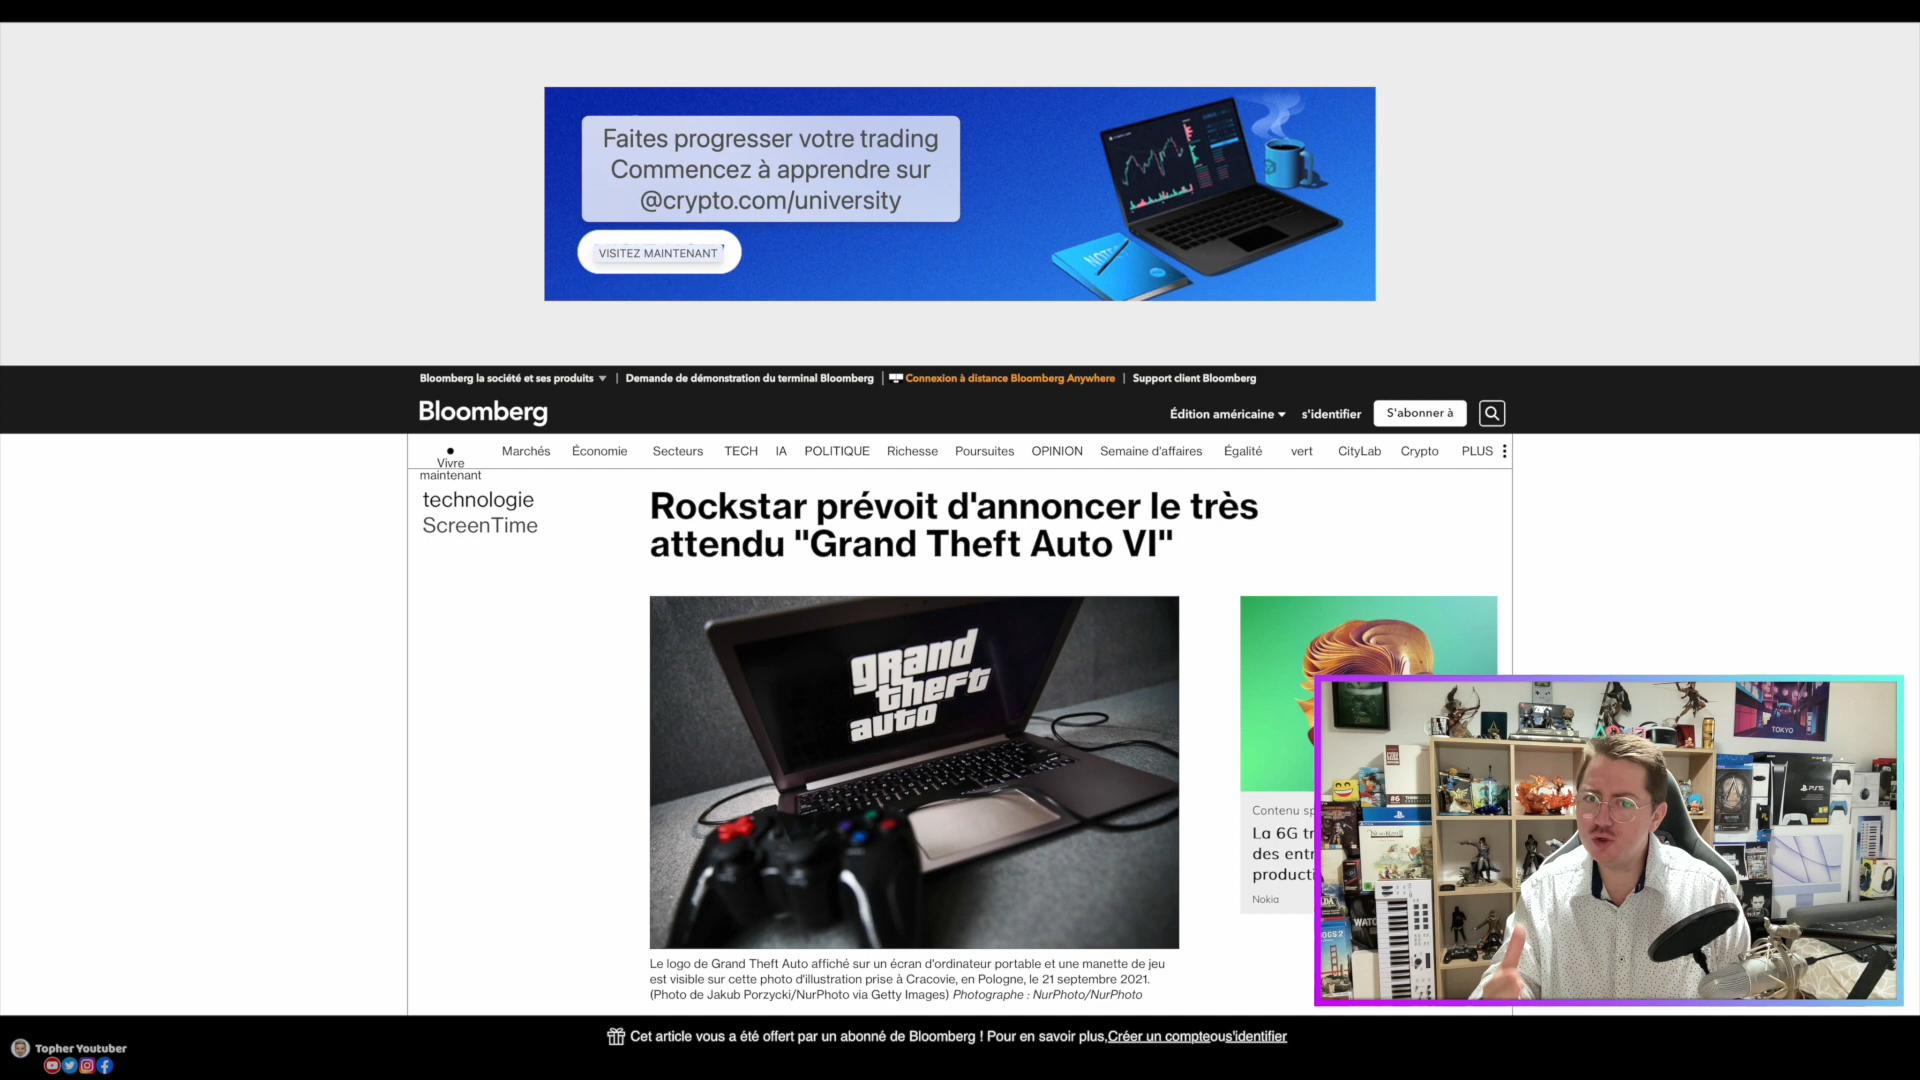 Faites progresser votre trading
Commencez à apprendre sur
@crypto.com/university
VISITEZ MAINTENANT
Bloomberg la société et ses produits
Demande de démonstration du terminal Bloomberg
Connexion à distance Bloomberg Anywhere
Support client Bloomberg
Bloomberg
Édition américaine
s'identifier
S'abonner à
Vivre
maintenant
Marchés
Économie
Secteurs
TECH
IA
POLITIQUE
Richesse
Poursuites
OPINION
Semaine d'affaires
Égalité
vert
CityLab
Crypto
PLUS
technologie
ScreenTime
Rockstar prévoit d'annoncer le très
attendu "Grand Theft Auto VI"
grand
theft
auto
Contenu sp
La 6G tr
des entr
producti
Nokia
TOKYO
PS5
Le logo de Grand Theft Auto affiché sur un écran d'ordinateur portable et une manette de jeu
est visible sur cette photo d'illustration prise à Cracovie, en Pologne, le 21 septembre 2021.
(Photo de Jakub Porzycki/NurPhoto via Getty Images) Photographe : NurPhoto/NurPhoto
Cet article vous a été offert par un abonné de Bloomberg ! Pour en savoir plus,Créer un compteous'identifier
Topher Youtuber